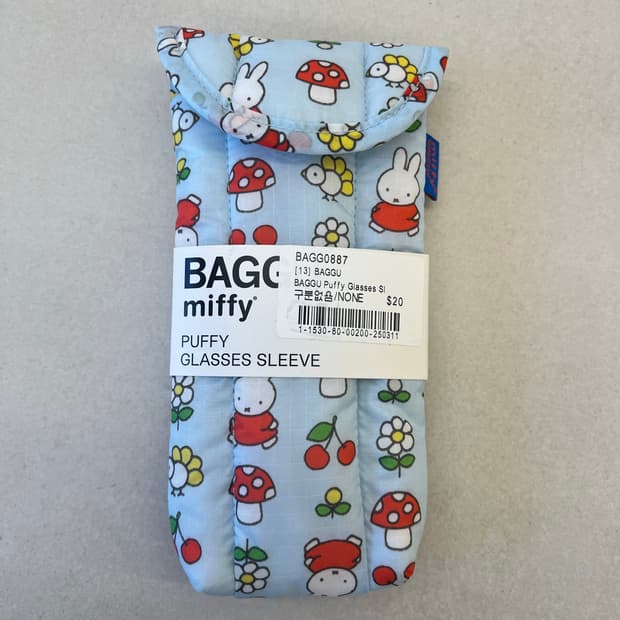 BAGG
miffy®
PUFFY
GLASSES SLEEVE
BAGG0887
[13] BAGGU
BAGGU Puffy Glasses Sl
구분없음/NONE $20
1-1530-80-00200-250311